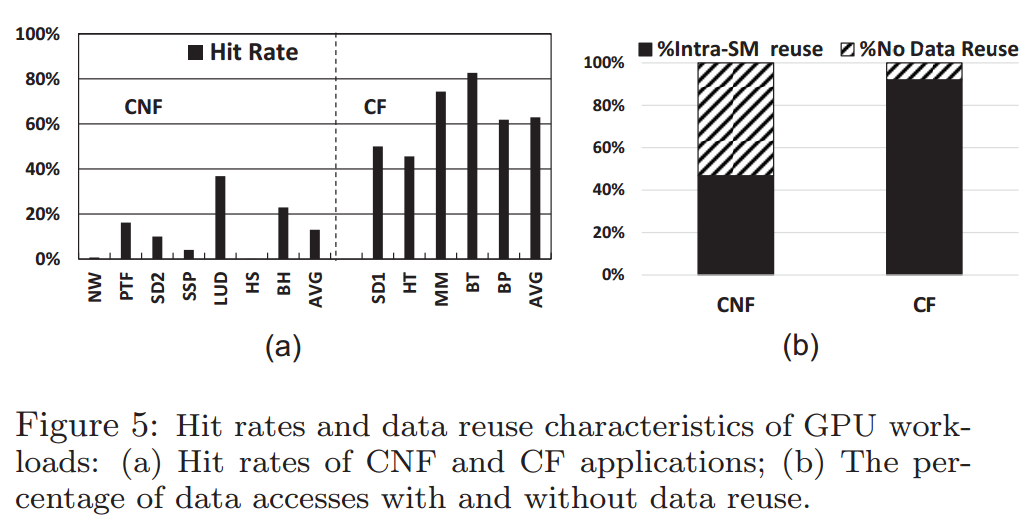 100%
80%
60%
40%
20%
0%
Hit Rate
CNF
CF
NW
PTF
SD2
SSP
LUD
HS
BH
AVG
SD1
HT
MM
BT
BP
AVG
(a)
%Intra-SM reuse
%No Data Reuse
100%
80%
60%
40%
20%
0%
CNF
CF
(b)
Figure 5: Hit rates and data reuse characteristics of GPU work-
loads: (a) Hit rates of CNF and CF applications; (b) The per-
centage of data accesses with and without data reuse.